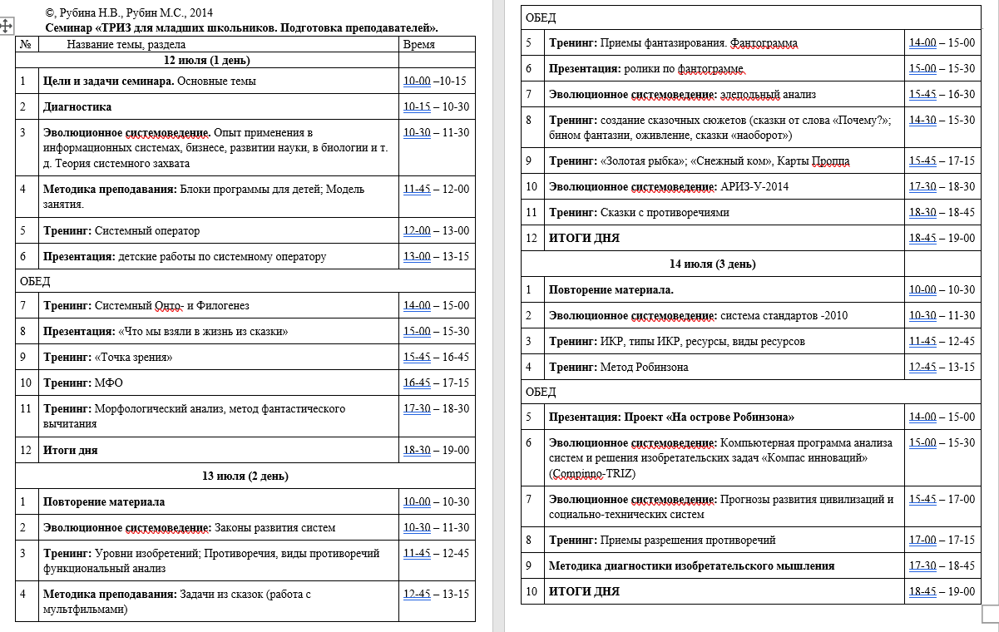 ©, Рубина Н.В., Рубин М.С., 2014
Семинар «ТРИЗ для младших школьников. Подготовка преподавателей».
№ Название темы, раздела Время
12 июля (1 день)
1 Цели и задачи семинара. Основные темы 10-00 –10-15
2 Диагностика 10-15 – 10-30
3 Эволюционное системоведение. Опыт применения в 10-30 – 11-30
информационных системах, бизнесе, развитии науки, в биологии и т.
д. Теория системного захвата
4 Методика преподавания: Блоки программы для детей; Модель 11-45 – 12-00
занятия.
5 Тренинг: Системный оператор 12-00 – 13-00
6 Презентация: детские работы по системному оператору 13-00 – 13-15
ОБЕД
7 Тренинг: Системный Онто- и Филогенез 14-00 – 15-00
8 Презентация: «Что мы взяли в жизнь из сказки» 15-00 – 15-30
9 Тренинг: «Точка зрения» 15-45 – 16-45
10 Тренинг: МФО 16-45 – 17-15
11 Тренинг: Морфологический анализ, метод фантастического 17-30 – 18-30
вычитания
12 Итоги дня 18-30 – 19-00
13 июля (2 день)
1 Повторение материала 10-00 – 10-30
2 Эволюционное системоведение: Законы развития систем 10-30 – 11-30
3 Тренинг: Уровни изобретений; Противоречия, виды противоречий 11-45 – 12-45
функциональный анализ
4 Методика преподавания: Задачи из сказок (работа с 12-45 – 13-15
мультфильмами)
ОБЕД
5 Тренинг: Приемы фантазирования. Фантограмма 14-00 – 15-00
6 Презентация: ролики по фантограмме. 15-00 – 15-30
7 Эволюционное системоведение: элепольный анализ 15-45 – 16-30
8 Тренинг: создание сказочных сюжетов (сказки от слова «Почему?»; 14-30 – 15-30
бином фантазии, оживление, сказки «наоборот»)
9 Тренинг: «Золотая рыбка»; «Снежный ком», Карты Проппа 15-45 – 17-15
10 Эволюционное системоведение: АРИЗ-У-2014 17-30 – 18-30
11 Тренинг: Сказки с противоречиями 18-30 – 18-45
12 ИТОГИ ДНЯ 18-45 – 19-00
14 июля (3 день)
1 Повторение материала. 10-00 – 10-30
2 Эволюционное системоведение: система стандартов -2010 10-30 – 11-30
3 Тренинг: ИКР, типы ИКР, ресурсы, виды ресурсов 11-45 – 12-45
4 Тренинг: Метод Робинзона 12-45 – 13-15
ОБЕД
5 Презентация: Проект «На острове Робинзона» 14-00 – 15-00
6 Эволюционное системоведение: Компьютерная программа анализа 15-00 – 15-30
систем и решения изобретательских задач «Компас инноваций»
(Compinno-TRIZ)
7 Эволюционное системоведение: Прогнозы развития цивилизаций и 15-45 – 17-00
социально-технических систем
8 Тренинг: Приемы разрешения противоречий 17-00 – 17-15
9 Методика диагностики изобретательского мышления 17-30 – 18-45
10 ИТОГИ ДНЯ 18-45 – 19-00